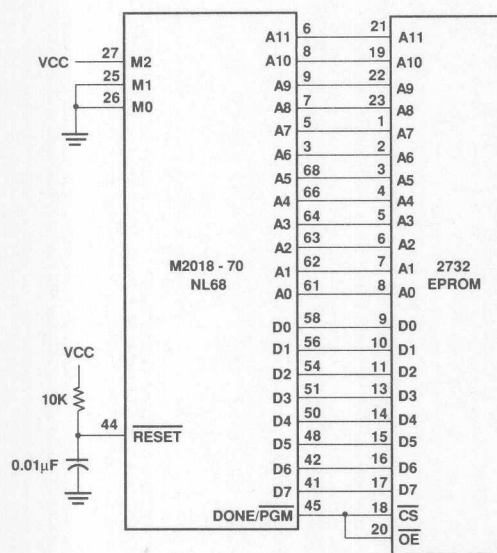 6 21
A11 A11
8 19
A10 A10
VCC 27 M2
9 22
A9 A9
25 M1
7 23
A8 A8
26 M0
5 1
A7 A7
3 2
A6 A6
68 3
A5 A5
66 4
A4 A4
64 5
A3 A3
63 6
A2 A2
M2018 - 70
NL68
62 7
A1 A1
2732
EPROM
61 8
A0 A0
58 9
D0 D0
56 10
D1 D1
VCC
54 11
D2 D2
10K
51 13
D3 D3
50 14
D4 D4
44 RESET
48 15
D5 D5
0.01μF
42 16
D6 D6
41 17
D7 D7
45 18
DONE/PGM CS
20
OE